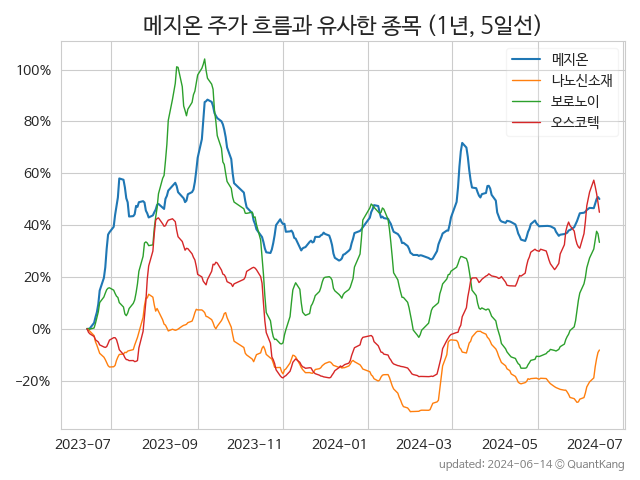 메지온 주가 흐름과 유사한 종목 (1년, 5일선)
메지온
나노신소재
보로노이
오스코텍
100%
80%
60%
40%
20%
0%
−20%
2023-07 2023-09 2023-11 2024-01 2024-03 2024-05 2024-07
updated: 2024-06-14 © QuantKang